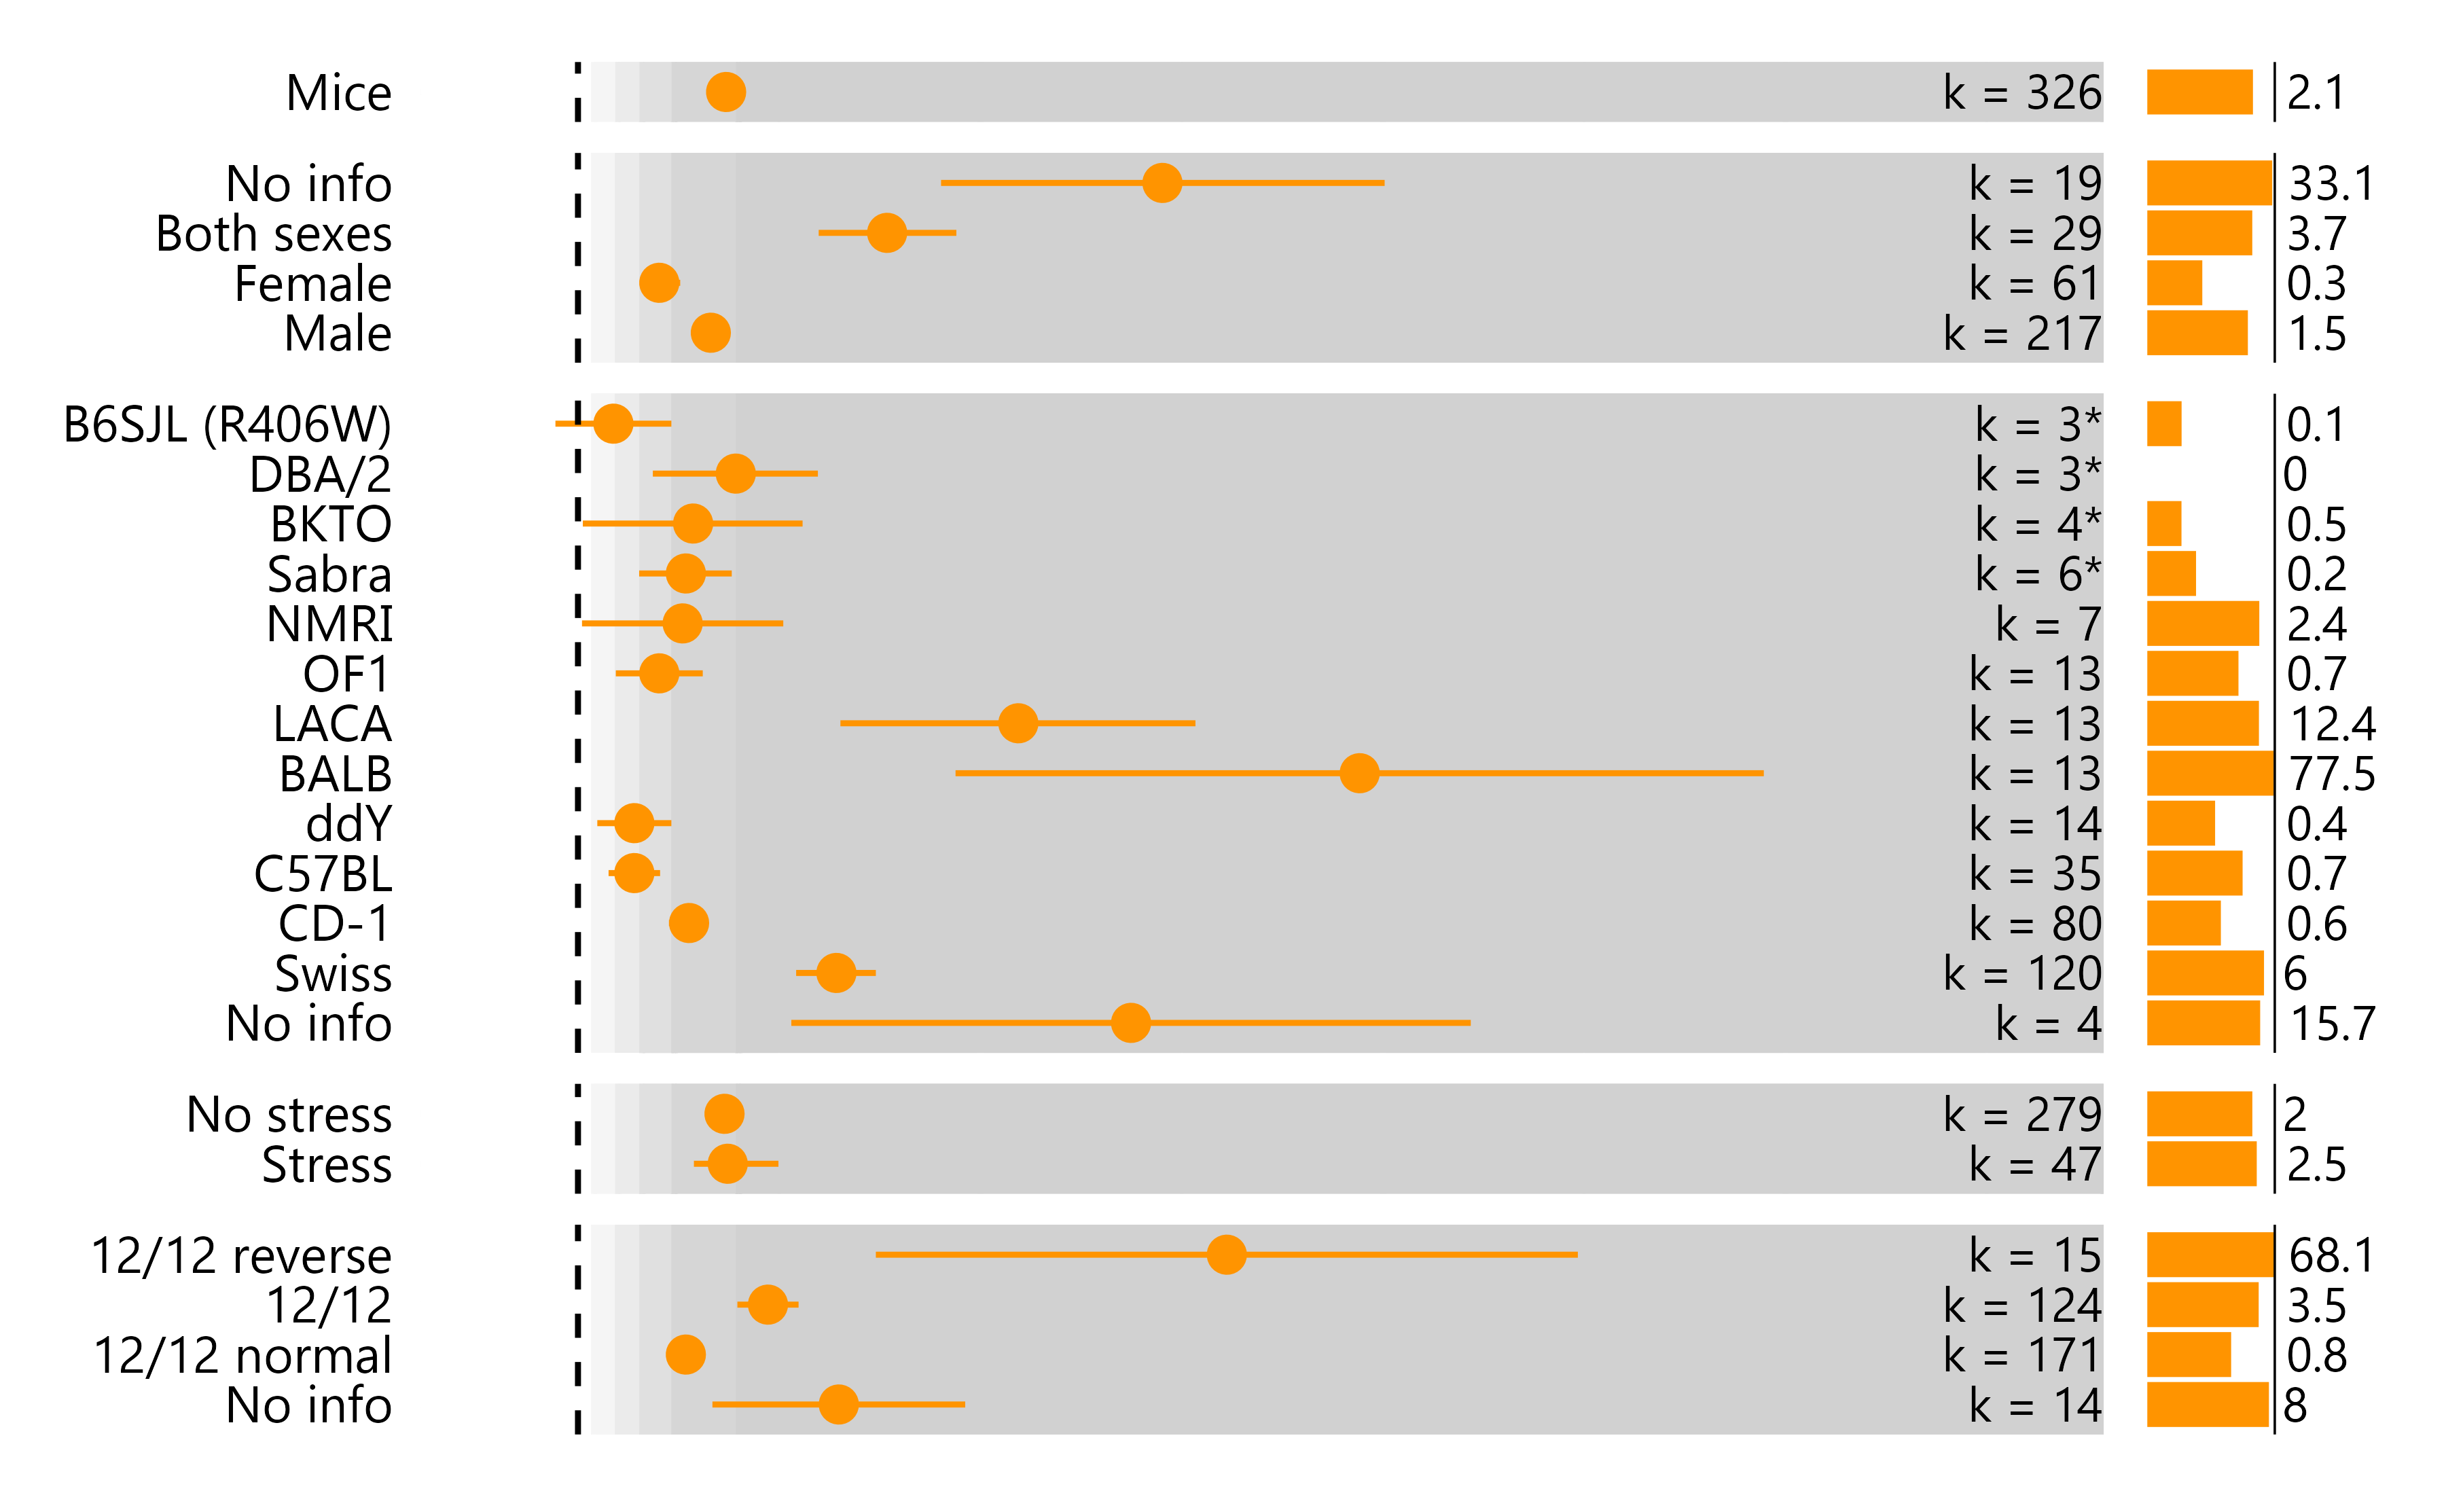 Mice k = 326 2.1
No info k = 19 33.1
Both sexes k = 29 3.7
Female k = 61 0.3
Male k = 217 1.5
B6SJL (R406W) k = 3* 0.1
DBA/2 k = 3* 0
BKTO k = 4* 0.5
Sabra k = 6* 0.2
NMRI k = 7 2.4
OF1 k = 13 0.7
LACA k = 13 12.4
BALB k = 13 77.5
ddY k = 14 0.4
C57BL k = 35 0.7
CD-1 k = 80 0.6
Swiss k = 120 6
No info k = 4 15.7
No stress k = 279 2
Stress k = 47 2.5
12/12 reverse k = 15 68.1
12/12 k = 124 3.5
12/12 normal k = 171 0.8
No info k = 14 8